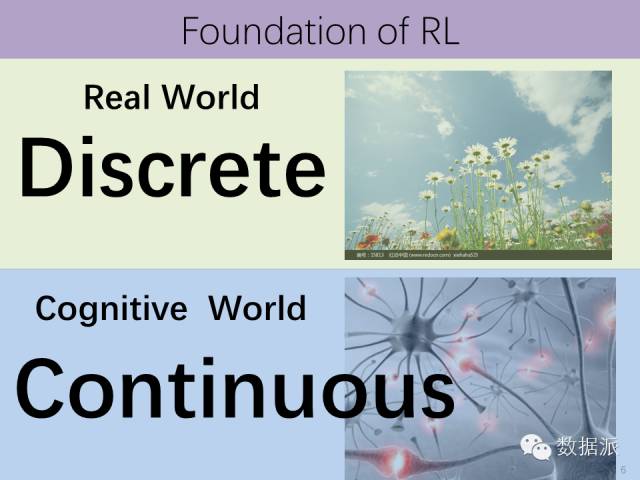 Foundation of RL
Real World
Discrete
编号：15813 红动中国 (www.redocn.com) xiehaha525
Cognitive World
Continuous
数据派
6